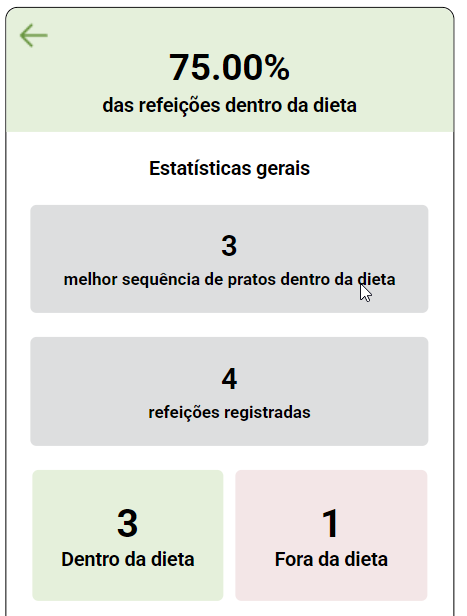 75.00%
das refeições dentro da dieta
Estatísticas gerais
3
melhor sequência de pratos dentro da dieta
4
refeições registradas
3
Dentro da dieta
1
Fora da dieta